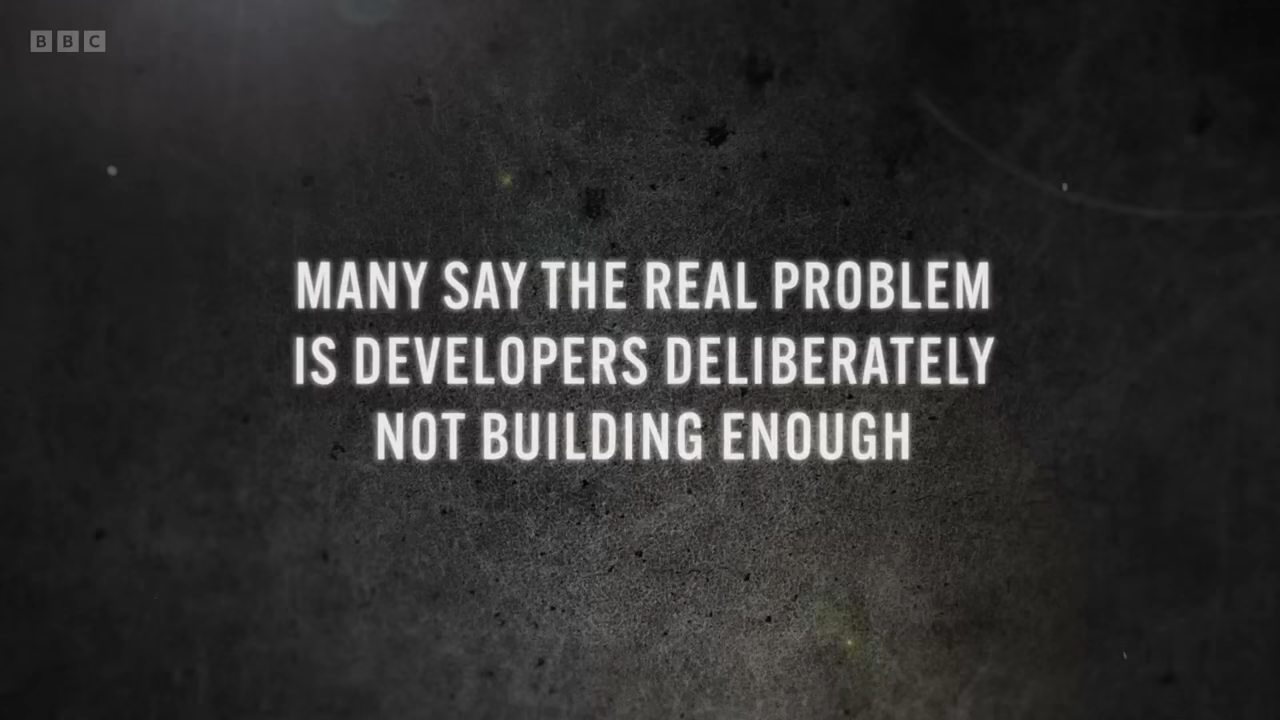 BBC
MANY SAY THE REAL PROBLEM
IS DEVELOPERS DELIBERATELY
NOT BUILDING ENOUGH